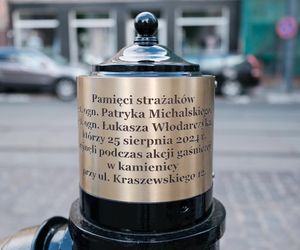 Pamięci strażaków
ogn. Patryka Michalskiego
ogn. Łukasza Włodarczyka
którzy 25 sierpnia 2024 r.
zginęli podczas akcji gaśniczej
w kamienicy
przy ul. Kraszewskiego 12.